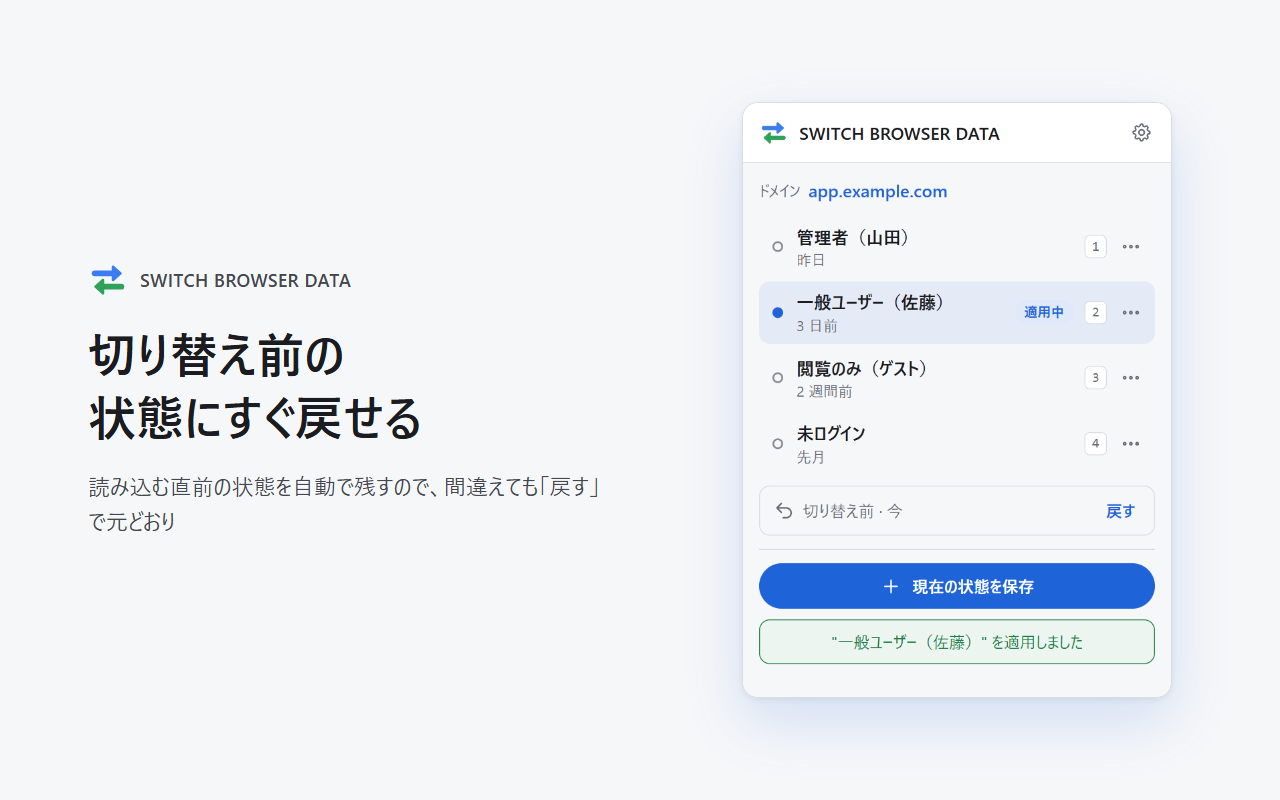 SWITCH BROWSER DATA
切り替え前の
状態にすぐ戻せる
読み込む直前の状態を自動で残すので、間違えても「戻す」
で元どおり
SWITCH BROWSER DATA
ドメイン app.example.com
管理者（山田） 1
昨日
一般ユーザー（佐藤） 適用中 2
3 日前
閲覧のみ（ゲスト） 3
2 週間前
未ログイン 4
先月
切り替え前 · 今 戻す
現在の状態を保存
"一般ユーザー（佐藤）" を適用しました